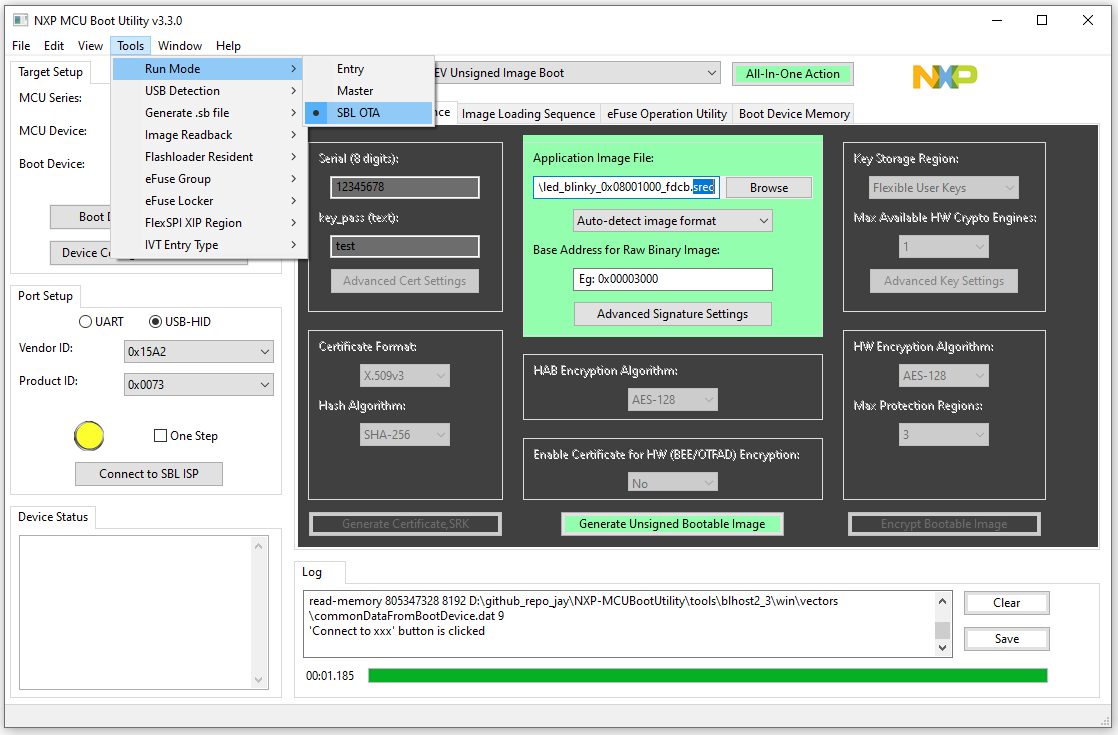 NXP MCU Boot Utility v3.3.0
File Edit View Tools Window Help
Target Setup
MCU Series:
MCU Device:
Boot Device:
Boot D
Device Co
Run Mode
USB Detection
Generate .sb file
Image Readback
Flashloader Resident
eFuse Group
eFuse Locker
FlexSPI XIP Region
IVT Entry Type
Entry
Master
SBL OTA
EV Unsigned Image Boot
All-In-One Action
NXP
nce
Image Loading Sequence
eFuse Operation Utility
Boot Device Memory
Serial (8 digits):
12345678
key_pass (text):
test
Advanced Cert Settings
Application Image File:
\led_blinky_0x08001000_fdcb.srec
Browse
Auto-detect image format
Base Address for Raw Binary Image:
Eg: 0x00003000
Advanced Signature Settings
Key Storage Region:
Flexible User Keys
Max Available HW Crypto Engines:
1
Advanced Key Settings
Port Setup
UART USB-HID
Vendor ID: 0x15A2
Product ID: 0x0073
One Step
Connect to SBL ISP
Certificate Format:
X.509v3
Hash Algorithm:
SHA-256
HAB Encryption Algorithm:
AES-128
Enable Certificate for HW (BEE/OTFAD) Encryption:
No
HW Encryption Algorithm:
AES-128
Max Protection Regions:
3
Generate Certificate,SRK
Generate Unsigned Bootable Image
Encrypt Bootable Image
Device Status
Log
read-memory 805347328 8192 D:\github_repo_jay\NXP-MCUBootUtility\tools\blhost2_3\win\vectors
\commonDataFromBootDevice.dat 9
'Connect to xxx' button is clicked
Clear
Save
00:01.185